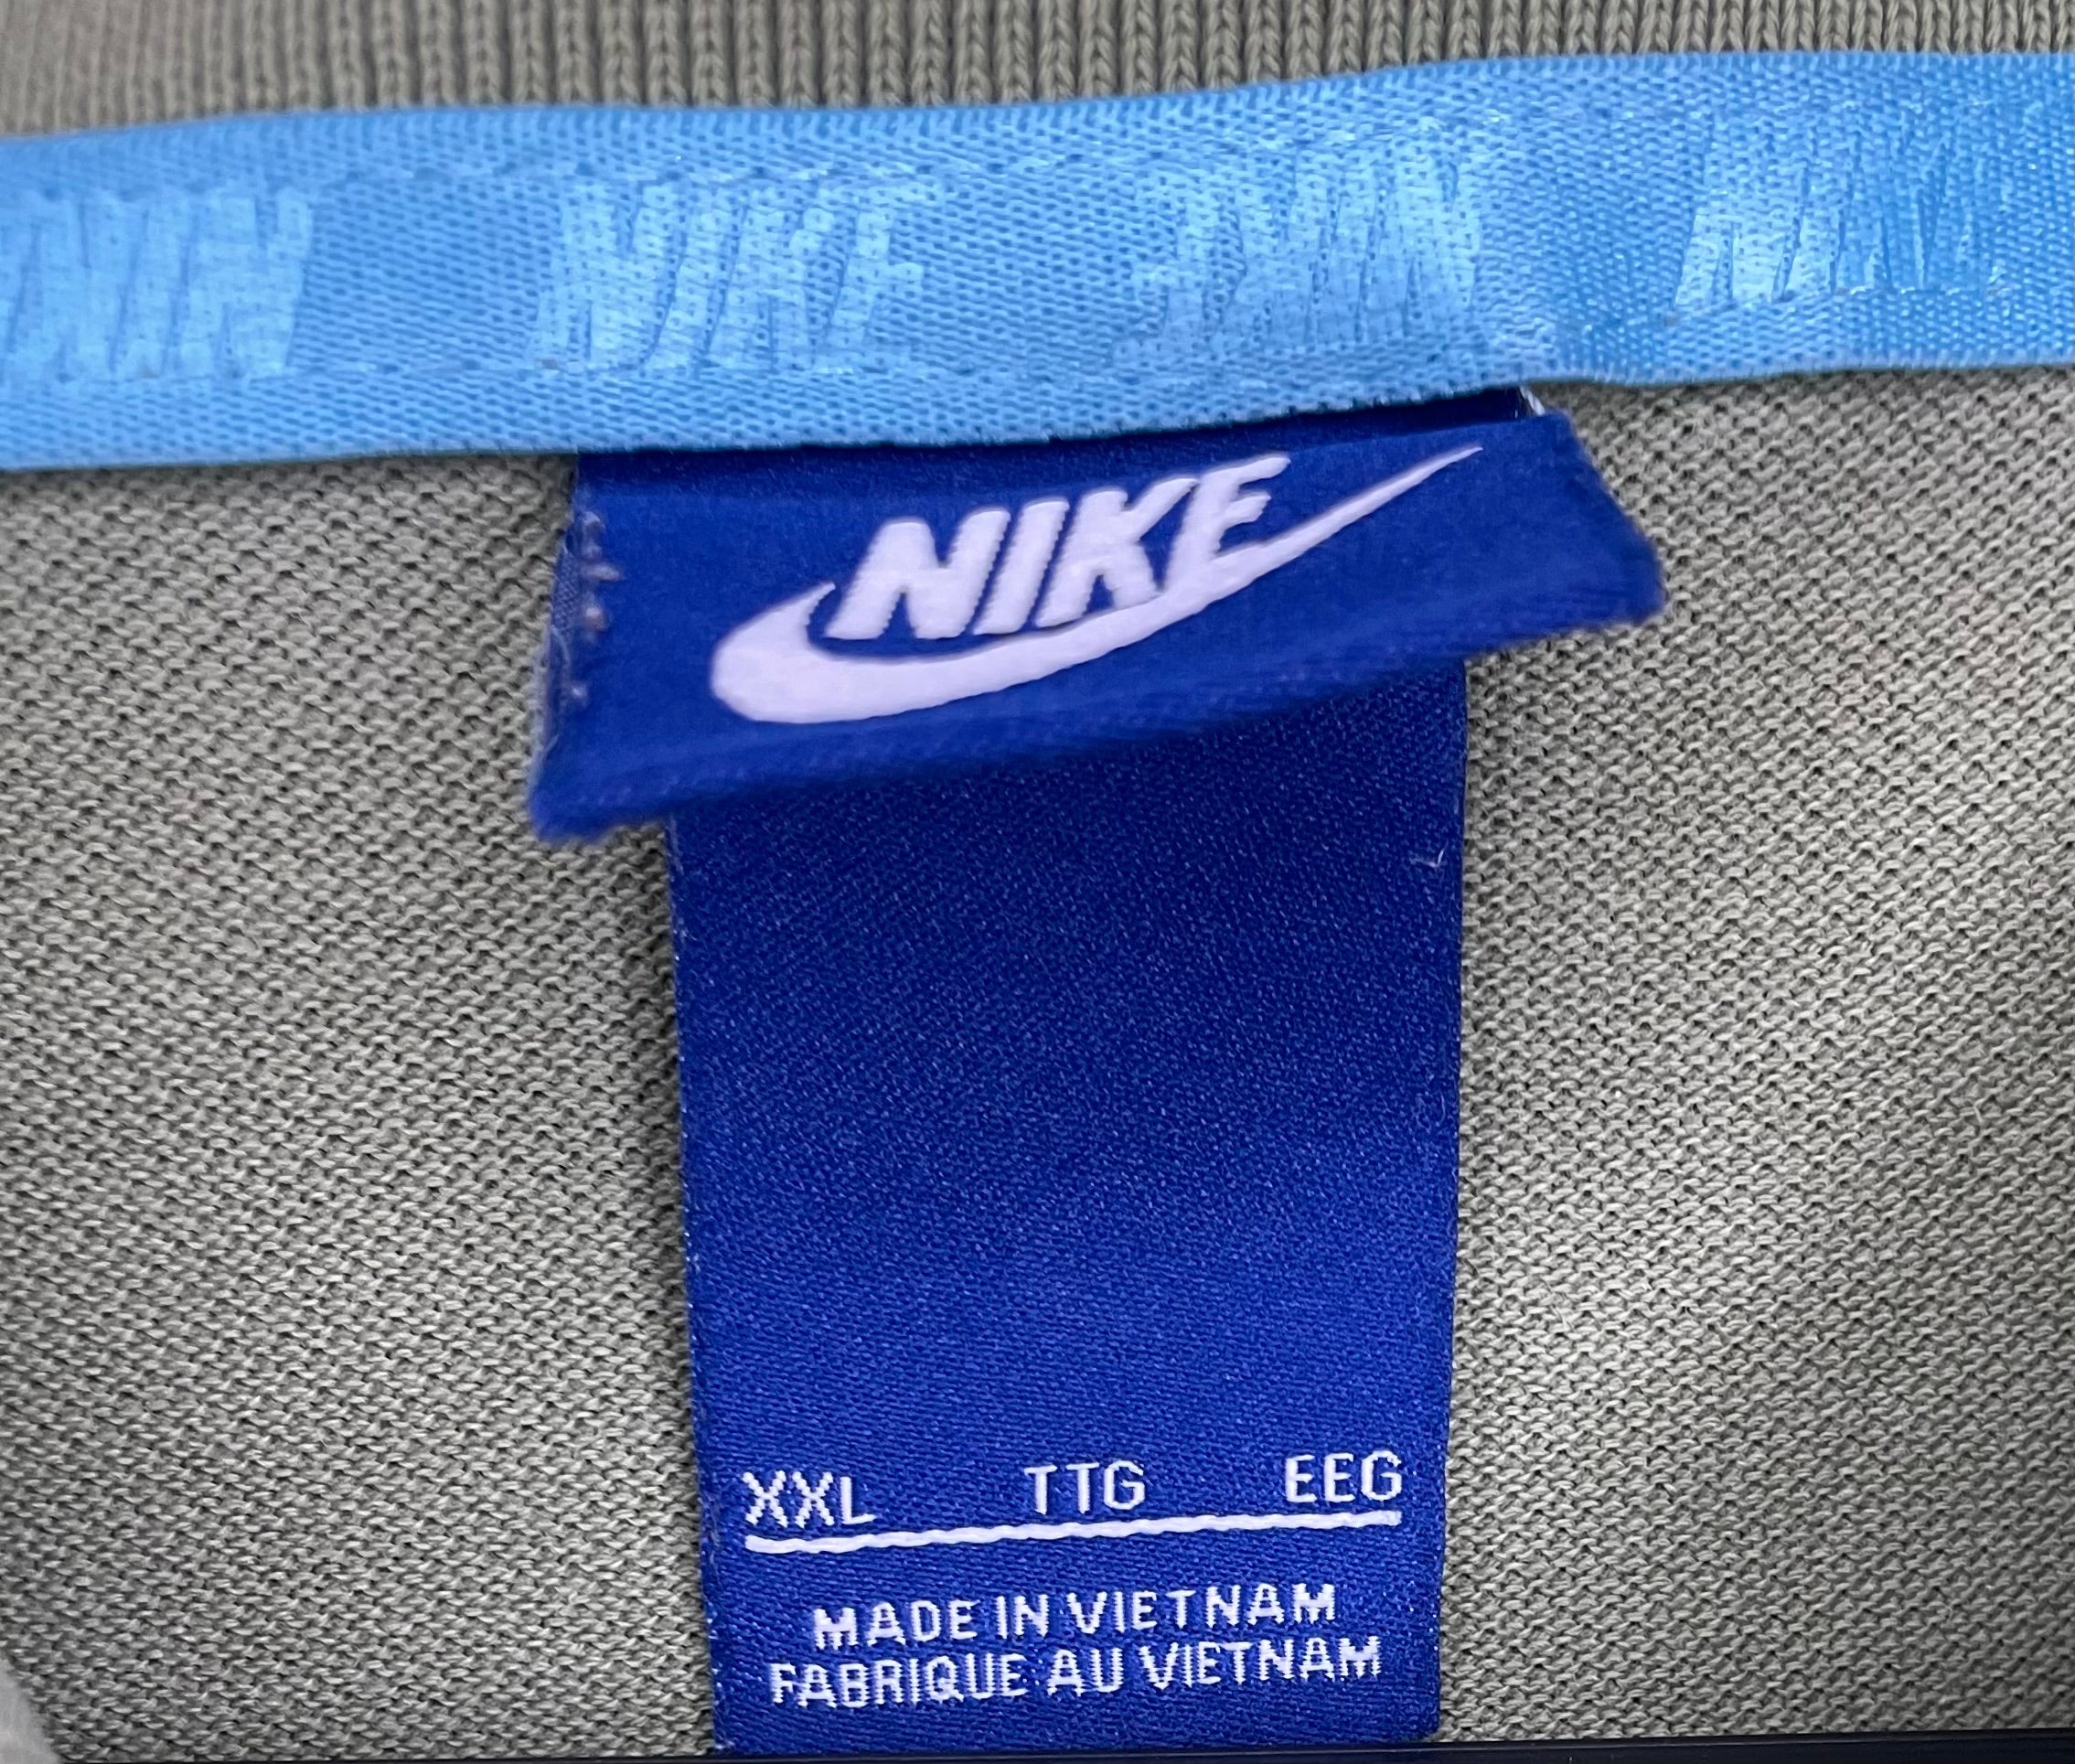 NIKE
NIKE
XXL TTG EEG
MADE IN VIETNAM
FABRIQUE AU VIETNAM